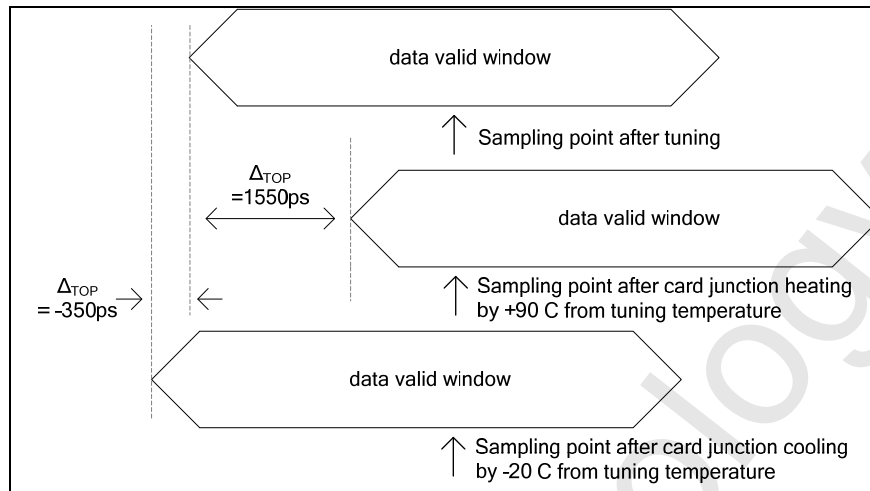 data valid window
Sampling point after tuning
ΔTOP
=1550ps
data valid window
Sampling point after card junction heating
by +90 C from tuning temperature
ΔTOP
= -350ps
data valid window
Sampling point after card junction cooling
by -20 C from tuning temperature
ology